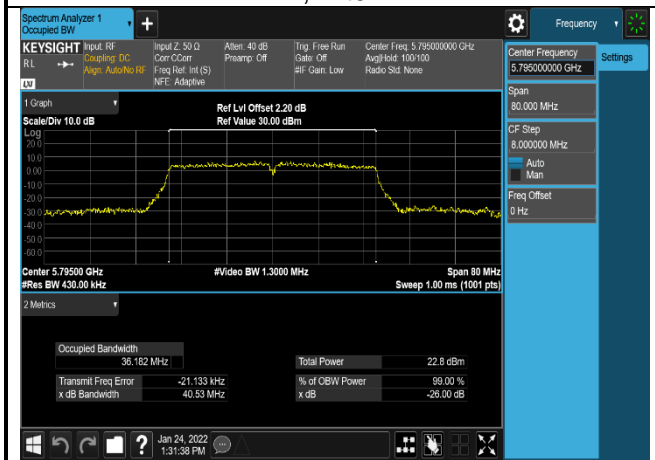 Spectrum Analyzer 1
Occupied BW
+
Frequency
KEYSIGHT
RL
LXI
Input: RF
Coupling: DC
Align: Auto/No RF
Input Z: 50 Ω
Corr CCorr
Freq Ref: Int (S)
NFE: Adaptive
Atten: 40 dB
Preamp: Off
Trig: Free Run
Gate: Off
#IF Gain: Low
Center Freq: 5.795000000 GHz
Avg|Hold: 100/100
Radio Std: None
Center Frequency
5.795000000 GHz
Settings
Span
80.000 MHz
CF Step
8.000000 MHz
Auto
Man
Freq Offset
0 Hz
1 Graph
Scale/Div 10.0 dB
Ref Lvl Offset 2.20 dB
Ref Value 30.00 dBm
Log
20.0
10.0
0.00
-10.0
-20.0
-30.0
-40.0
-50.0
-60.0
Center 5.79500 GHz
#Video BW 1.3000 MHz
Span 80 MHz
#Res BW 430.00 kHz
Sweep 1.00 ms (1001 pts)
2 Metrics
Occupied Bandwidth
36.182 MHz
Total Power 22.8 dBm
Transmit Freq Error -21.133 kHz
% of OBW Power 99.00 %
x dB Bandwidth 40.53 MHz
x dB -26.00 dB
?
Jan 24, 2022
1:31:38 PM